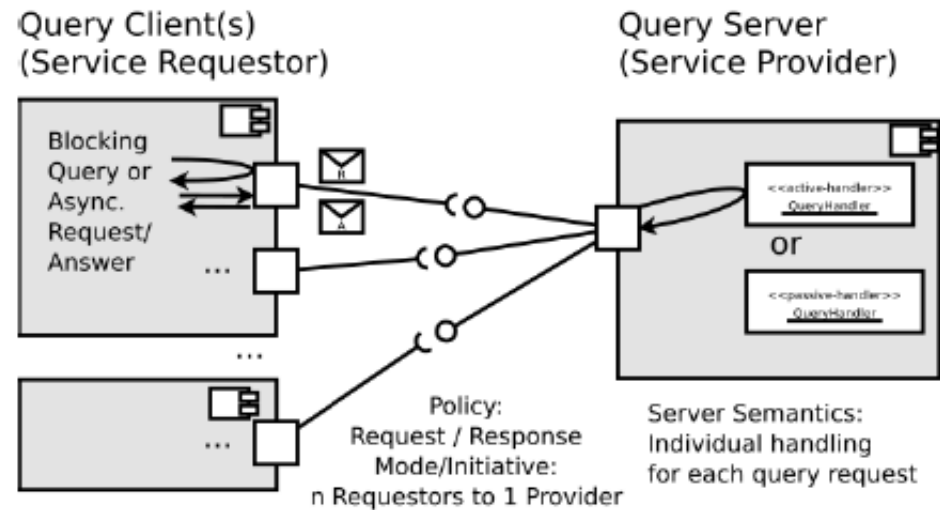 Query Client(s)
(Service Requestor)
Query Server
(Service Provider)
Blocking
Query or
Async.
Request/
Answer
...
R
A
...
...
<<active-handler>>
QueryHandler
or
<<passive-handler>>
QueryHandler
Policy:
Request / Response
Mode/Initiative:
n Requestors to 1 Provider
Server Semantics:
Individual handling
for each query request